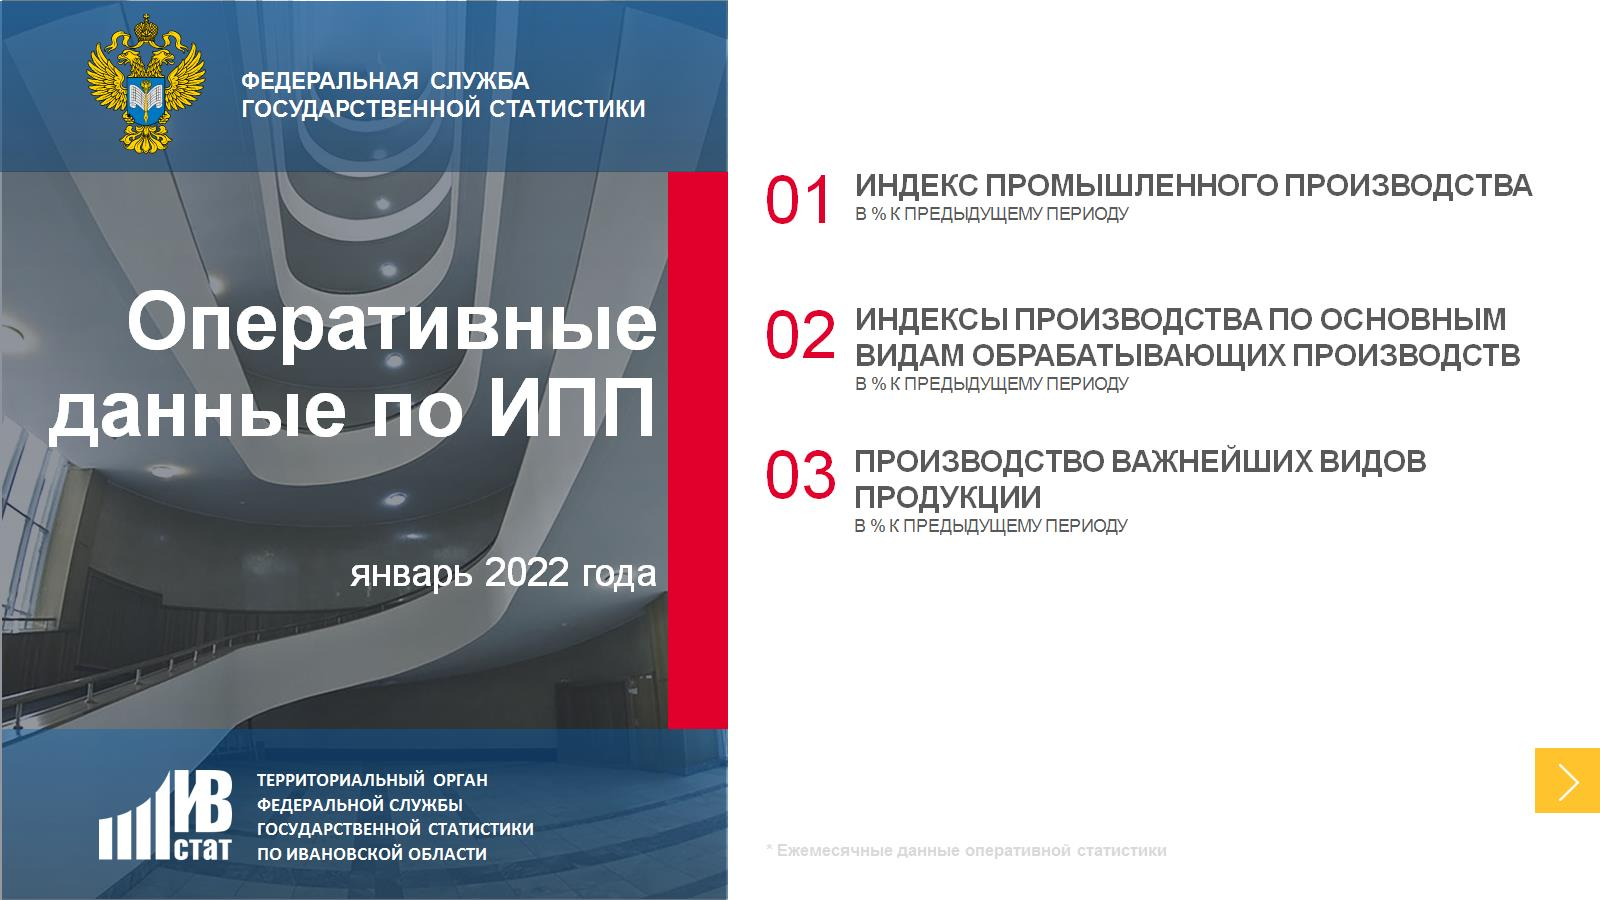 ФЕДЕРАЛЬНАЯ СЛУЖБА
ГОСУДАРСТВЕННОЙ СТАТИСТИКИ
Оперативные
данные по ИПП
январь 2022 года
ИВ
стат
ТЕРРИТОРИАЛЬНЫЙ ОРГАН
ФЕДЕРАЛЬНОЙ СЛУЖБЫ
ГОСУДАРСТВЕННОЙ СТАТИСТИКИ
ПО ИВАНОВСКОЙ ОБЛАСТИ
01 ИНДЕКС ПРОМЫШЛЕННОГО ПРОИЗВОДСТВА
В % К ПРЕДЫДУЩЕМУ ПЕРИОДУ
02 ИНДЕКСЫ ПРОИЗВОДСТВА ПО ОСНОВНЫМ
ВИДАМ ОБРАБАТЫВАЮЩИХ ПРОИЗВОДСТВ
В % К ПРЕДЫДУЩЕМУ ПЕРИОДУ
03 ПРОИЗВОДСТВО ВАЖНЕЙШИХ ВИДОВ
ПРОДУКЦИИ
В % К ПРЕДЫДУЩЕМУ ПЕРИОДУ
* Ежемесячные данные оперативной статистики